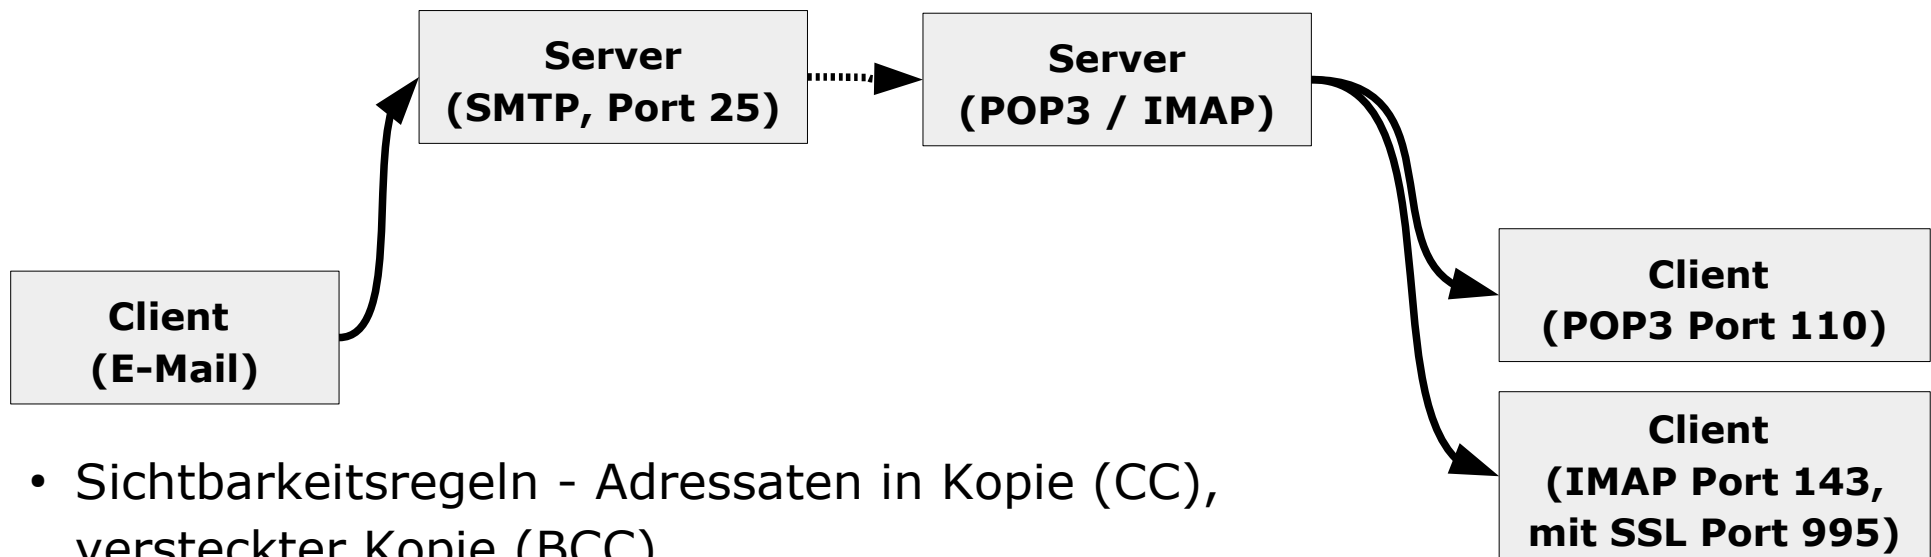 Server
(SMTP, Port 25)
Server
(POP3 / IMAP)
Client
(E-Mail)
Client
(POP3 Port 110)
Client
(IMAP Port 143,
mit SSL Port 995)
• Sichtbarkeitsregeln - Adressaten in Kopie (CC),
versteckter Kopie (BCC)